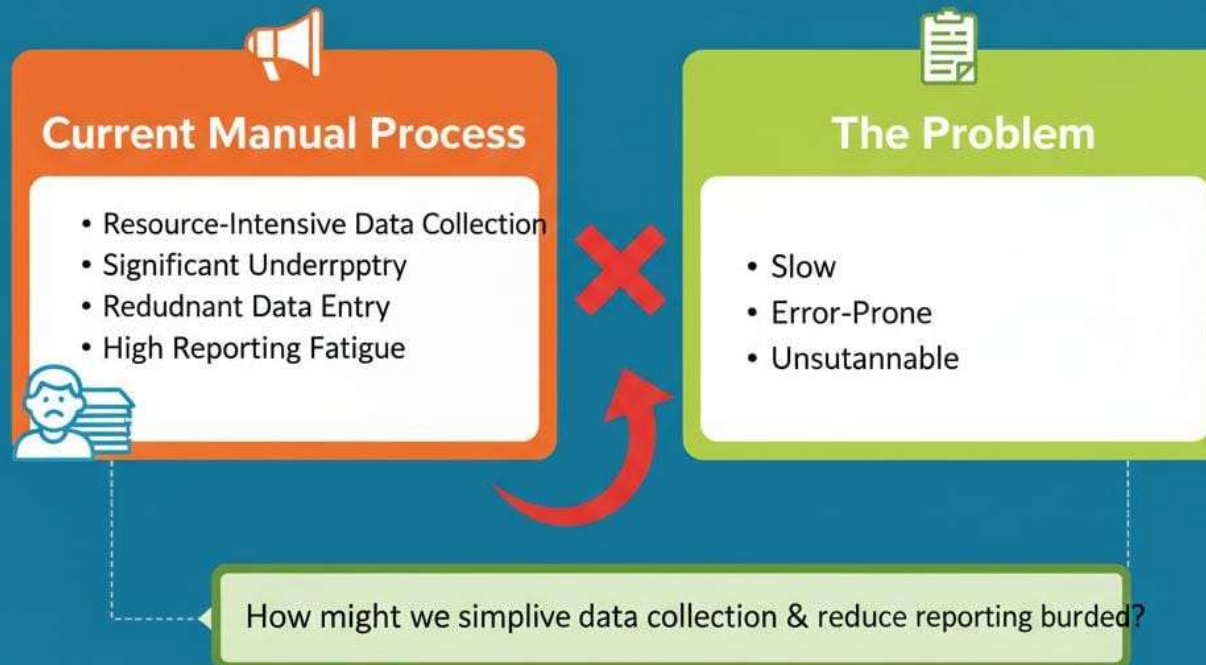 Current Manual Process
• Resource-Intensive Data Collection
• Significant Underrpptry
• Redudnant Data Entry
• High Reporting Fatigue
The Problem
• Slow
• Error-Prone
• Unsutannable
How might we simplive data collection & reduce reporting burded?